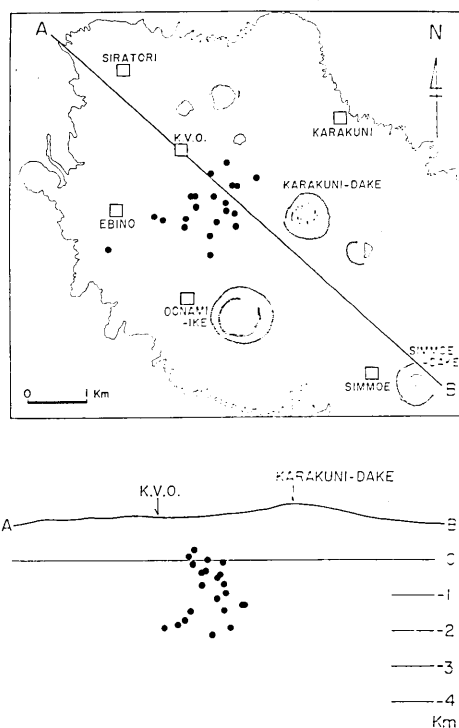 A
N
SIRATORI
K.V.O.
KARAKUNI
KARAKUNI-DAKE
EBINO
OONAMI
-IKE
SIMMOE
-DAKE
SIMMOE
B
0 1 Km
K.V.O.
KARAKUNI-DAKE
A
B
0
-1
-2
-3
-4
Km